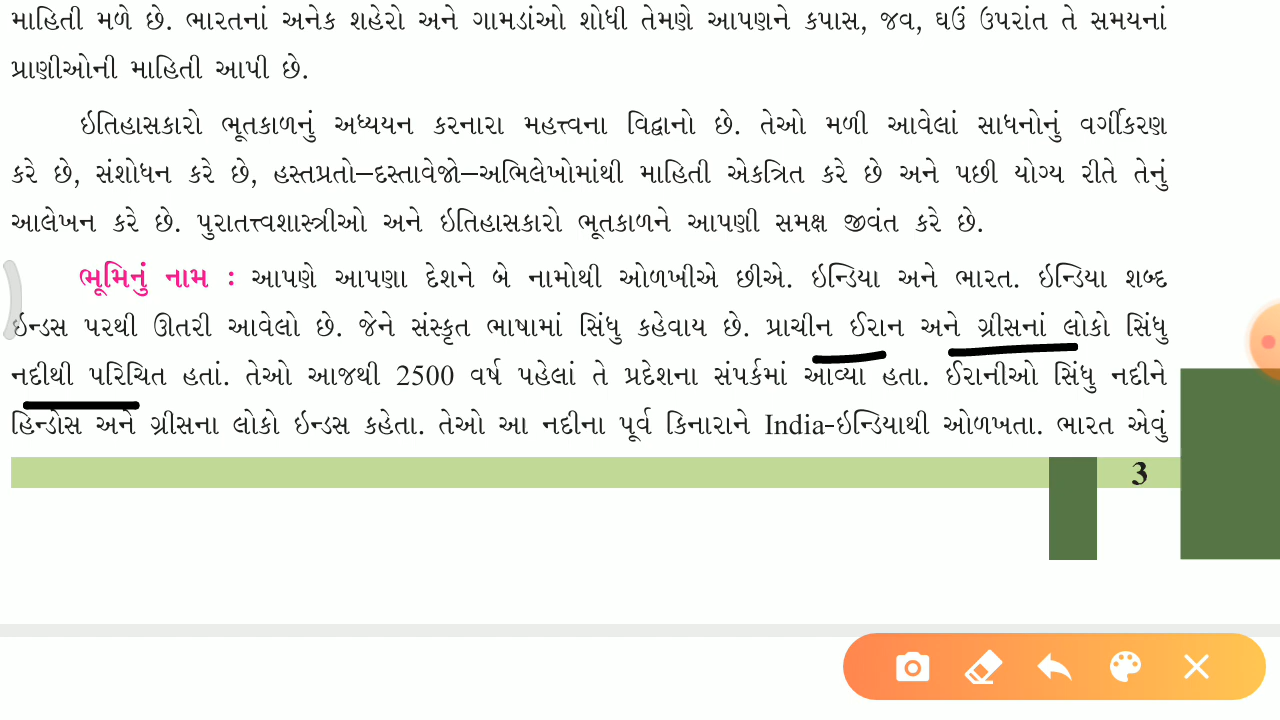 માહિતી મળે છે. ભારતનાં અનેક શહેરો અને ગામડાંઓ શોધી તેમણે આપણને કપાસ, જવ, ઘઉં ઉપરાંત તે સમયનાં
પ્રાણીઓની માહિતી આપી છે.
ઇતિહાસકારો ભૂતકાળનું અધ્યયન કરનારા મહત્ત્વના વિદ્વાનો છે. તેઓ મળી આવેલાં સાધનોનું વર્ગીકરણ
કરે છે, સંશોધન કરે છે, હસ્તપ્રતો–દસ્તાવેજો–અભિલેખોમાંથી માહિતી એકત્રિત કરે છે અને પછી યોગ્ય રીતે તેનું
આલેખન કરે છે. પુરાતત્ત્વશાસ્ત્રીઓ અને ઇતિહાસકારો ભૂતકાળને આપણી સમક્ષ જીવંત કરે છે.
ભૂમિનું નામ : આપણે આપણા દેશને બે નામોથી ઓળખીએ છીએ. ઇન્ડિયા અને ભારત. ઇન્ડિયા શબ્દ
ઇન્ડસ પરથી ઊતરી આવેલો છે. જેને સંસ્કૃત ભાષામાં સિંધુ કહેવાય છે. પ્રાચીન ઈરાન અને ગ્રીસનાં લોકો સિંધુ
નદીથી પરિચિત હતાં. તેઓ આજથી 2500 વર્ષ પહેલાં તે પ્રદેશના સંપર્કમાં આવ્યા હતા. ઈરાનીઓ સિંધુ નદીને
હિન્ડોસ અને ગ્રીસના લોકો ઇન્ડસ કહેતા. તેઓ આ નદીના પૂર્વ કિનારાને India-ઇન્ડિયાથી ઓળખતા. ભારત એવું
3